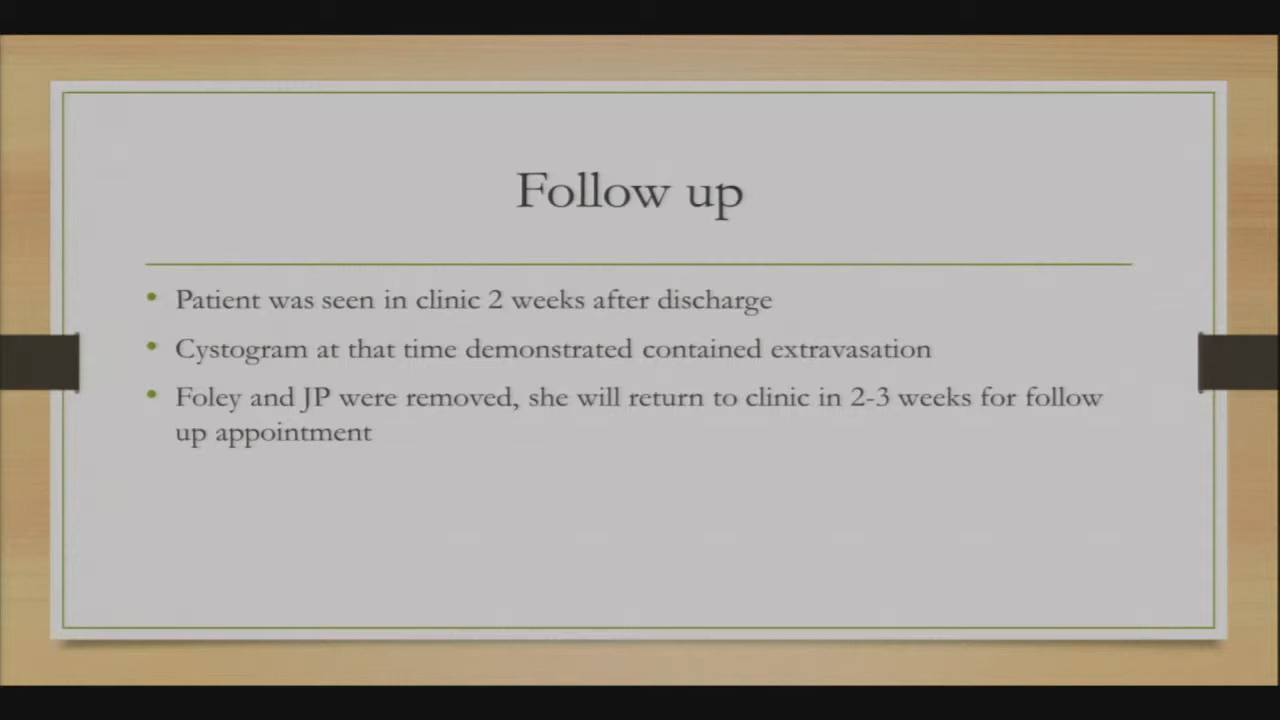 Follow up
• Patient was seen in clinic 2 weeks after discharge
• Cystogram at that time demonstrated contained extravasation
• Foley and JP were removed, she will return to clinic in 2-3 weeks for follow
up appointment